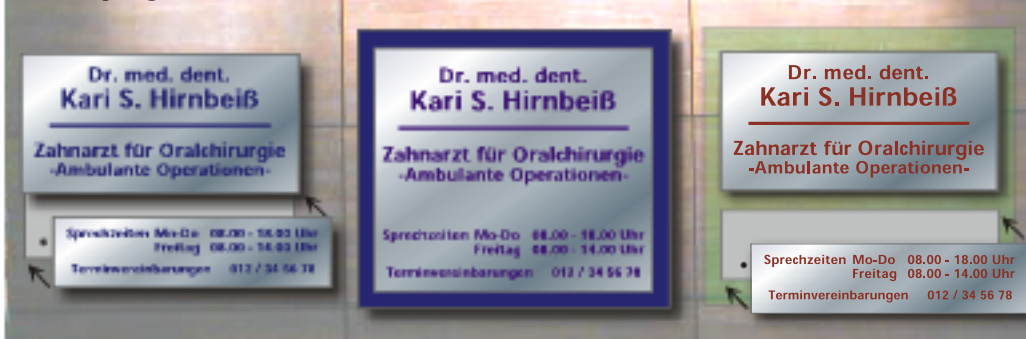 Dr. med. dent.
Kari S. Hirnbeiß
Zahnarzt für Oralchirurgie
-Ambulante Operationen-
Sprechzeiten Mo-Do 08.00 - 18.00 Uhr
Freitag 08.00 - 14.00 Uhr
Terminvereinbarungen 012 / 34 56 78
Dr. med. dent.
Kari S. Hirnbeiß
Zahnarzt für Oralchirurgie
-Ambulante Operationen-
Sprechzeiten Mo-Do 08.00 - 18.00 Uhr
Freitag 08.00 - 14.00 Uhr
Terminvereinbarungen 012 / 34 56 78
Dr. med. dent.
Kari S. Hirnbeiß
Zahnarzt für Oralchirurgie
-Ambulante Operationen-
Sprechzeiten Mo-Do 08.00 - 18.00 Uhr
Freitag 08.00 - 14.00 Uhr
Terminvereinbarungen 012 / 34 56 78